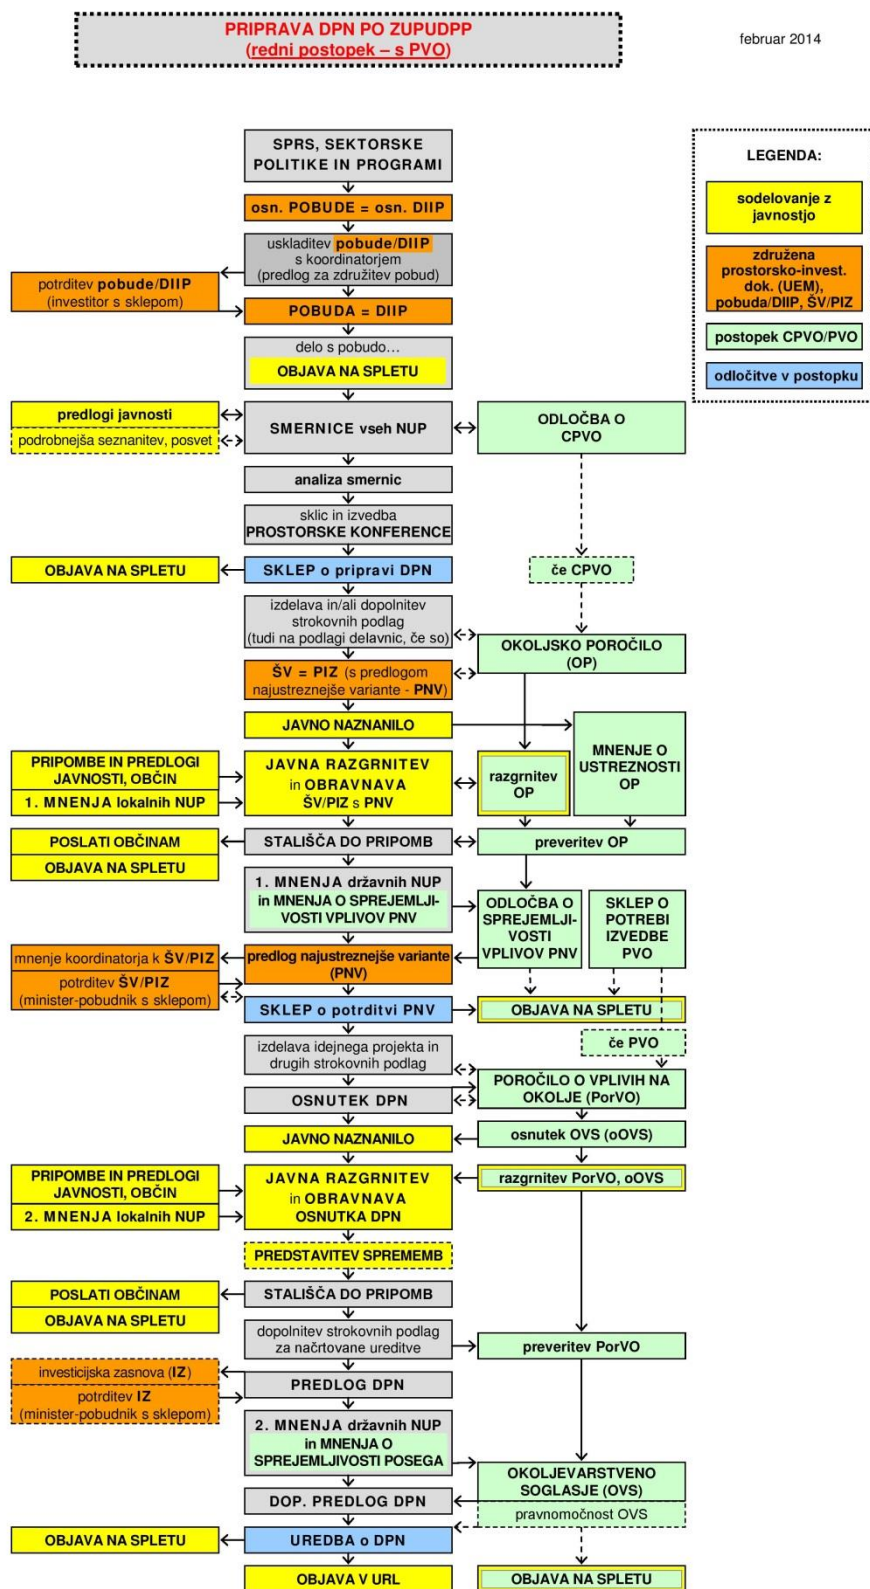 PRIPRAVA DPN PO ZUPUDPP
(redni postopek – s PVO)
februar 2014
LEGENDA:
sodelovanje z
javnostjo
združena
prostorsko-invest.
dok. (UEM),
pobuda/DIIP, ŠV/PIZ
postopek CPVO/PVO
odločitve v postopku
SPRS, SEKTORSKE
POLITIKE IN PROGRAMI
osn. POBUDE = osn. DIIP
uskladitev pobude/DIIP
s koordinatorjem
(predlog za združitev pobud)
potrditev pobude/DIIP
(investitor s sklepom)
POBUDA = DIIP
delo s pobudo...
OBJAVA NA SPLETU
predlogi javnosti
podrobnejša seznanitev, posvet
SMERNICE vseh NUP
ODLOČBA O
CPVO
analiza smernic
sklic in izvedba
PROSTORSKE KONFERENCE
OBJAVA NA SPLETU
SKLEP o pripravi DPN
če CPVO
izdelava in/ali dopolnitev
strokovnih podlag
(tudi na podlagi delavnic, če so)
OKOLJSKO POROČILO
(OP)
ŠV = PIZ (s predlogom
najustreznejše variante - PNV)
JAVNO NAZNANILO
MNENJE O
USTREZNOSTI
OP
PRIPOMBE IN PREDLOGI
JAVNOSTI, OBČIN
1. MNENJA lokalnih NUP
JAVNA RAZGRNITEV
in OBRAVNAVA
ŠV/PIZ s PNV
razgrnitev
OP
POSLATI OBČINAM
OBJAVA NA SPLETU
STALIŠČA DO PRIPOMB
preveritev OP
1. MNENJA državnih NUP
in MNENJA O SPREJEMLJI-
VOSTI VPLIVOV PNV
ODLOČBA O
SPREJEMLJI-
VOSTI
VPLIVOV PNV
SKLEP O
POTREBI
IZVEDBE
PVO
mnenje koordinatorja k ŠV/PIZ
potrditev ŠV/PIZ
(minister-pobudnik s sklepom)
predlog najustreznejše variante
(PNV)
SKLEP o potrditvi PNV
OBJAVA NA SPLETU
če PVO
izdelava idejnega projekta in
drugih strokovnih podlag
POROČILO O VPLIVIH NA
OKOLJE (PorVO)
OSNUTEK DPN
JAVNO NAZNANILO
osnutek OVS (oOVS)
PRIPOMBE IN PREDLOGI
JAVNOSTI, OBČIN
2. MNENJA lokalnih NUP
JAVNA RAZGRNITEV
in OBRAVNAVA
OSNUTKA DPN
razgrnitev PorVO, oOVS
PREDSTAVITEV SPREMEMB
POSLATI OBČINAM
OBJAVA NA SPLETU
STALIŠČA DO PRIPOMB
dopolnitev strokovnih podlag
za načrtovane ureditve
preveritev PorVO
investicijska zasnova (IZ)
potrditev IZ
(minister-pobudnik s sklepom)
PREDLOG DPN
2. MNENJA državnih NUP
in MNENJA O
SPREJEMLJIVOSTI POSEGA
OKOLJEVARSTVENO
SOGLASJE (OVS)
pravnomočnost OVS
DOP. PREDLOG DPN
OBJAVA NA SPLETU
UREDBA o DPN
OBJAVA V URL
OBJAVA NA SPLETU